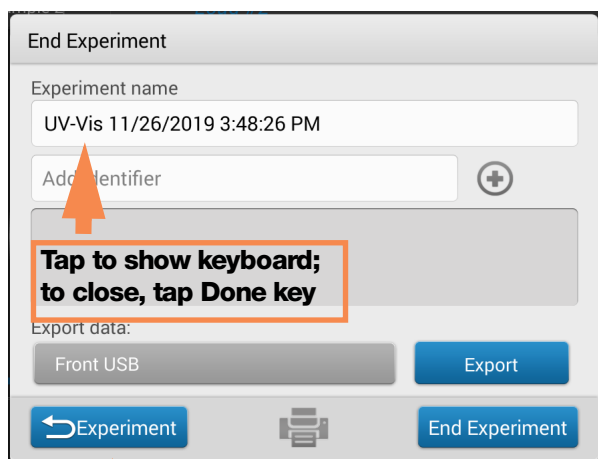 End Experiment
Experiment name
UV-Vis 11/26/2019 3:48:26 PM
Add Identifier
Tap to show keyboard;
to close, tap Done key
Export data:
Front USB
Export
Experiment
End Experiment